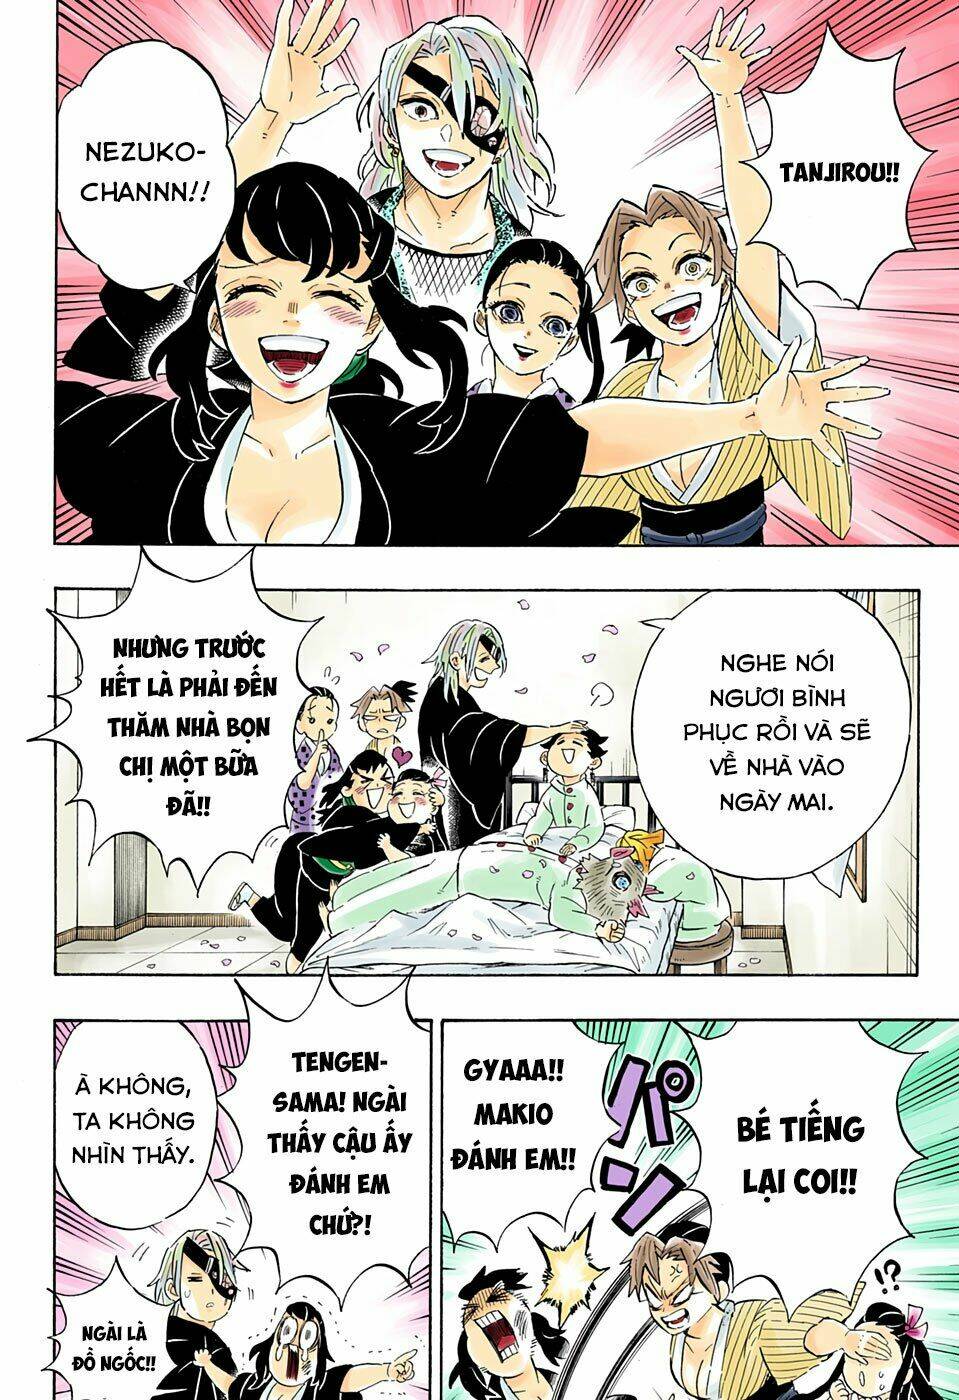 TANJIROU!!
NEZUKO-
CHANNN!!
NGHE NÓI
NGƯƠI BÌNH
PHỤC RỒI VÀ SẼ
VỀ NHÀ VÀO
NGÀY MAI.
NHƯNG TRƯỚC
HẾT LÀ PHẢI ĐẾN
THĂM NHÀ BỌN
CHỊ MỘT BỮA
ĐÃ!!
BÉ TIẾNG
LẠI COI!!
パン
GYAAA!!
MAKIO
ĐÁNH EM!!
!?
TENGEN-
SAMA! NGÀI
THẤY CẬU ẤY
ĐÁNH EM
CHỨ?!
À KHÔNG,
TA KHÔNG
NHÌN THẤY.
NGÀI LÀ
ĐỒ NGỐC!!